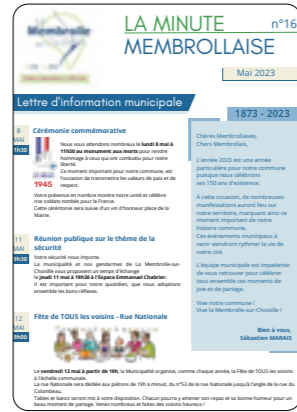 Membrolle
LA MINUTE
MEMBROLLAISE
n°16
Mai 2023
Lettre d'information municipale
1873 - 2023
8
MAI
11h30
Cérémonie commémorative
1945
Nous vous attendons nombreux le lundi 8 mai à
11h30 au monument aux morts pour rendre
hommage à ceux qui ont combattu pour notre
liberté.
Ce moment important pour notre commune, est
l'occasion de transmettre les valeurs de paix et de
respect.
Votre présence en nombre montre notre unité et célèbre
nos soldats tombés pour la France.
Cette cérémonie sera suivie d'un vin d'honneur place de la
Mairie.
11
MAI
19h30
Réunion publique sur le thème de la
sécurité
Votre sécurité nous importe.
La municipalité et nos gendarmes de La Membrolle-sur-
Choisille vous proposent un temps d'échange
le jeudi 11 mai à 19h30 à l'Espace Emmanuel Chabrier.
Il est important pour notre quotidien, que nous adoptions
ensemble les bons réflexes.
12
MAI
19h00
Fête de TOUS les voisins - Rue Nationale
Le vendredi 12 mai à partir de 19h, la Municipalité organise, comme chaque année, la Fête de TOUS les voisins
à l'échelle communale.
La rue Nationale sera dédiée aux piétons de 19h à minuit, du n°53 de la rue Nationale jusqu'à l'angle de la rue du
Colombeau.
Tables et bancs seront mis à votre disposition. Chacun pourra y amener son repas et sa bonne humeur pour un
beau moment de partage. Venez nombreux et faites des voisins heureux !
Chères Membrollaises,
Chers Membrollais,
L'année 2023 est une année
particulière pour notre commune
puisque nous célébrons
ses 150 ans d'existence.
À cette occasion, de nombreuses
manifestations auront lieu sur
notre territoire, marquant ainsi ce
moment important de notre
histoire commune.
Ces évènements municipaux à
venir viendront rythmer la vie de
notre cité.
L'équipe municipale est impatiente
de vous retrouver pour célébrer
tous ensemble ces moments de
joie et de partage.
Vive notre commune !
Vive la Membrolle-sur-Choisille !
Bien à vous,
Sébastien MARAIS